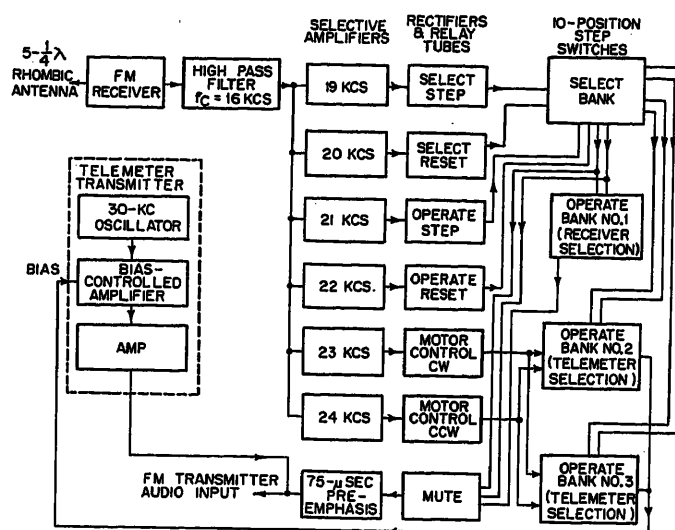 SELECTIVE
AMPLIFIERS
RECTIFIERS
& RELAY
TUBES
10-POSITION
STEP
SWITCHES
5-1/4 λ
RHOMBIC
ANTENNA
FM
RECEIVER
HIGH PASS
FILTER
fC = 16 KCS
19 KCS
SELECT
STEP
SELECT
BANK
20 KCS
SELECT
RESET
TELEMETER
TRANSMITTER
30-KC
OSCILLATOR
21 KCS
OPERATE
STEP
OPERATE
BANK NO.1
(RECEIVER
SELECTION)
BIAS
BIAS-
CONTROLLED
AMPLIFIER
22 KCS.
OPERATE
RESET
AMP
23 KCS
MOTOR
CONTROL
CW
OPERATE
BANK NO.2
(TELEMETER
SELECTION)
24 KCS
MOTOR
CONTROL
CCW
FM TRANSMITTER
AUDIO INPUT
75-μSEC
PRE-
EMPHASIS
MUTE
OPERATE
BANK NO.3
(TELEMETER
SELECTION)